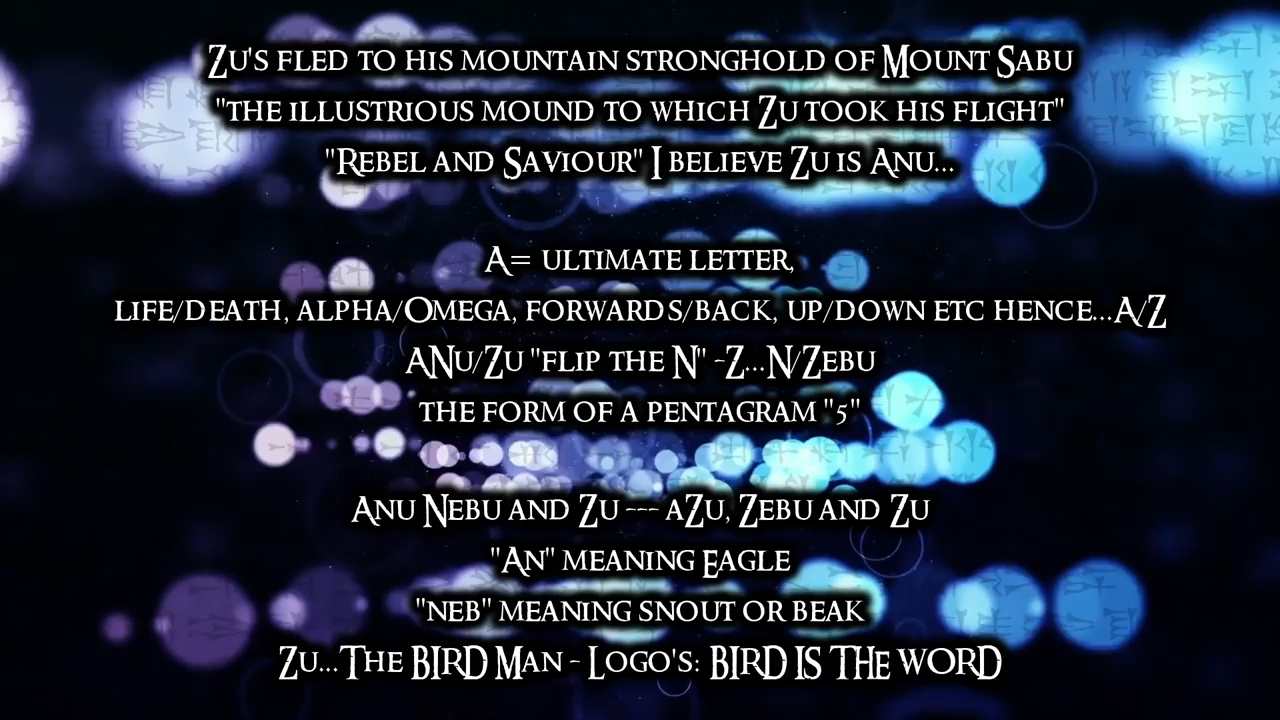 Zu's fled to his mountain stronghold of Mount Sabu
"the illustrious mound to which Zu took his flight"
"Rebel and Saviour" I believe Zu is Anu...
A= ultimate letter,
life/death, alpha/Omega, forwards/back, up/down etc hence...A/Z
ANu/Zu "flip the N" -Z...N/Zebu
the form of a pentagram "5"
Anu Nebu and Zu --- aZu, Zebu and Zu
"An" meaning Eagle
"neb" meaning snout or beak
Zu...The BIRD Man - Logo's: BIRD IS THE WORD